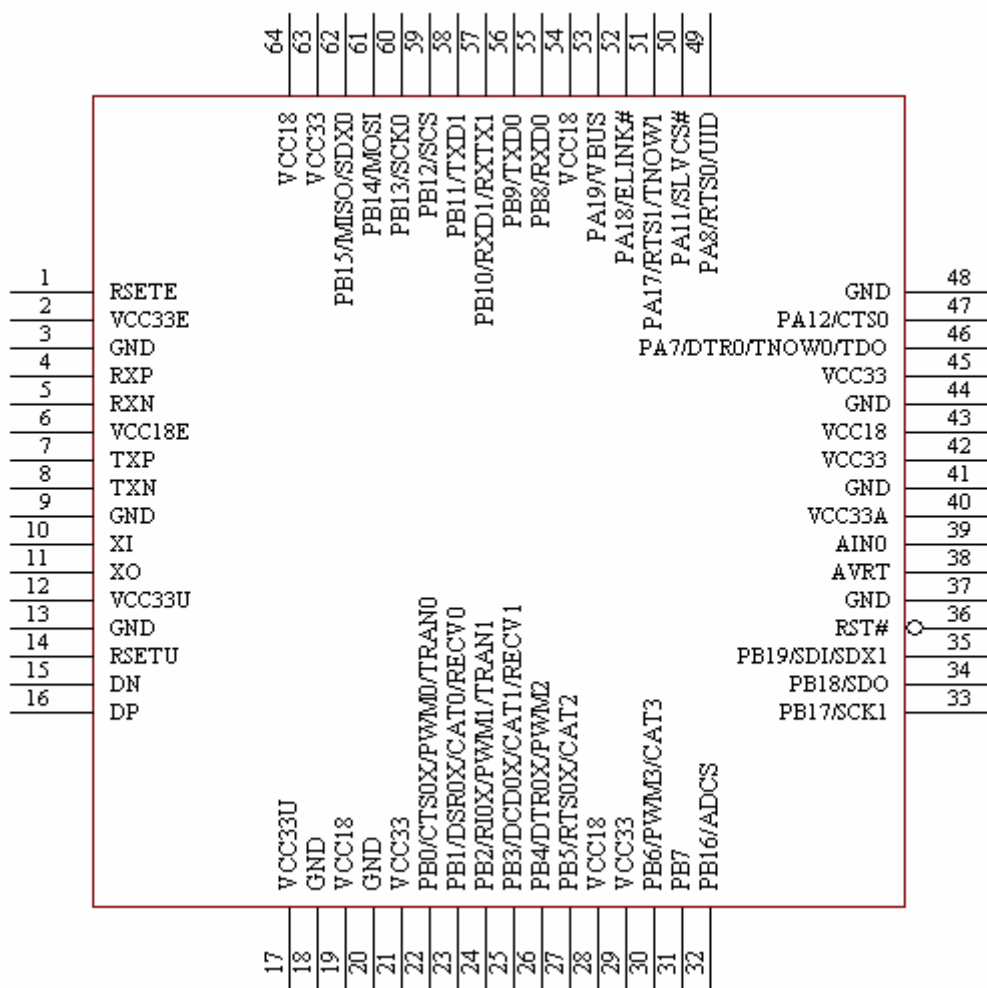 64
63
62
61
60
59
58
57
56
55
54
53
52
51
50
49
VCC18
VCC33
PB15/MISO/SDX0
PB14/MOSI
PB13/SCK0
PB12/SCS
PB11/TXD1
PB10/RXD1/RXTX1
PB9/TXD0
PB8/RXD0
VCC18
PA19/VBUS
PA18/ELINK#
PA17/RTS1/TNOW1
PA11/SLVCS#
PA8/RTS0/UID
1 RSETE
2 VCC33E
3 GND
4 RXP
5 RXN
6 VCC18E
7 TXP
8 TXN
9 GND
10 XI
11 XO
12 VCC33U
13 GND
14 RSETU
15 DN
16 DP
GND 48
PA12/CTS0 47
PA7/DTR0/TNOW0/TDO 46
VCC33 45
GND 44
VCC18 43
VCC33 42
GND 41
VCC33A 40
AIN0 39
AVRT 38
GND 37
RST# 36
PB19/SDI/SDX1 35
PB18/SDO 34
PB17/SCK1 33
VCC33U
GND
VCC18
GND
VCC33
PB0/CTS0X/PWM0/TRAN0
PB1/DSR0X/CAT0/RECV0
PB2/RI0X/PWM1/TRAN1
PB3/DCD0X/CAT1/RECV1
PB4/DTR0X/PWM2
PB5/RTS0X/CAT2
VCC18
VCC33
PB6/PWM3/CAT3
PB7
PB16/ADCS
17
18
19
20
21
22
23
24
25
26
27
28
29
30
31
32